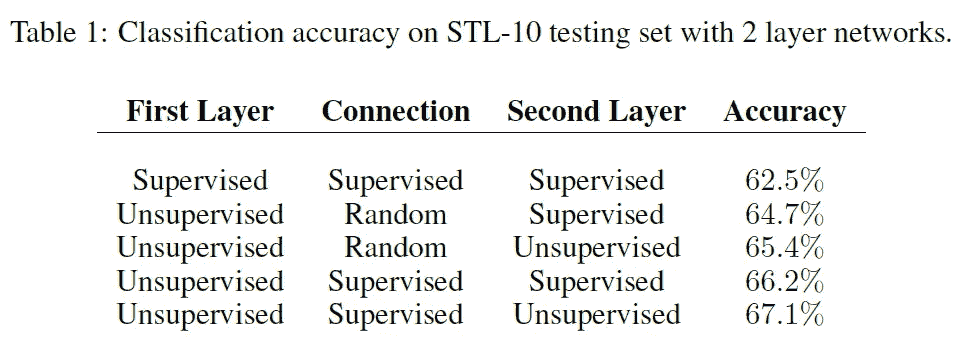 Table 1: Classification accuracy on STL-10 testing set with 2 layer networks.
First Layer Connection Second Layer Accuracy
Supervised Supervised Supervised 62.5%
Unsupervised Random Supervised 64.7%
Unsupervised Random Unsupervised 65.4%
Unsupervised Supervised Supervised 66.2%
Unsupervised Supervised Unsupervised 67.1%